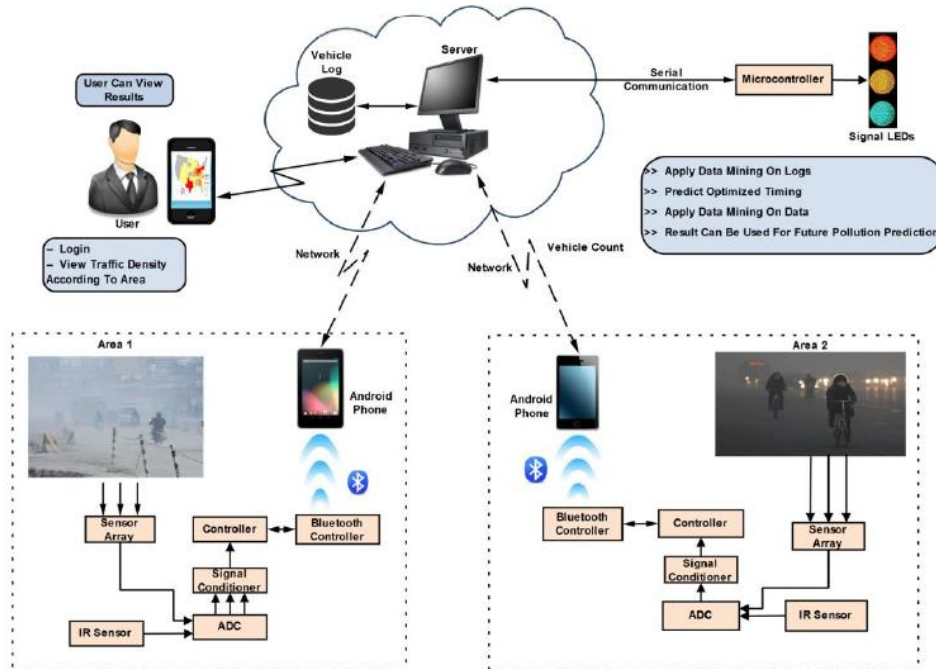 Vehicle
Log
Server
User Can View
Results
Serial
Communication
Microcontroller
Signal LEDs
User
– Login
– View Traffic Density
According To Area
>> Apply Data Mining On Logs
>> Predict Optimized Timing
>> Apply Data Mining On Data
>> Result Can Be Used For Future Pollution Prediction
Network
Network
Vehicle Count
Area 1
Android
Phone
Sensor
Array
Controller
Bluetooth
Controller
Signal
Conditioner
IR Sensor
ADC
Area 2
Android
Phone
Bluetooth
Controller
Controller
Sensor
Array
Signal
Conditioner
ADC
IR Sensor